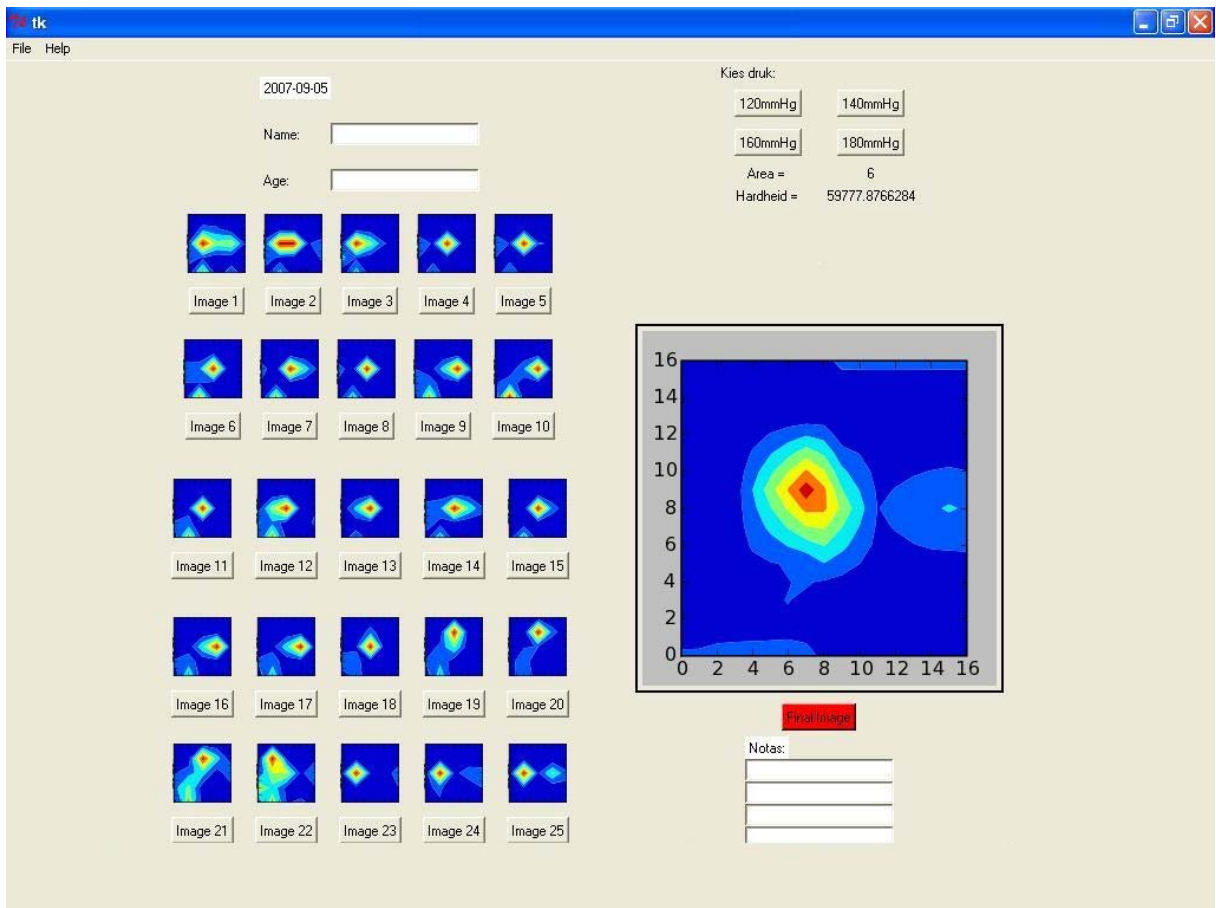 tk
File Help
2007-09-05
Name:
Age:
Image 1 Image 2 Image 3 Image 4 Image 5
Image 6 Image 7 Image 8 Image 9 Image 10
Image 11 Image 12 Image 13 Image 14 Image 15
Image 16 Image 17 Image 18 Image 19 Image 20
Image 21 Image 22 Image 23 Image 24 Image 25
Kies druk:
120mmHg 140mmHg
160mmHg 180mmHg
Area = 6
Hardheid = 59777.8766284
16
14
12
10
8
6
4
2
0
0 2 4 6 8 10 12 14 16
Final Image
Notas: